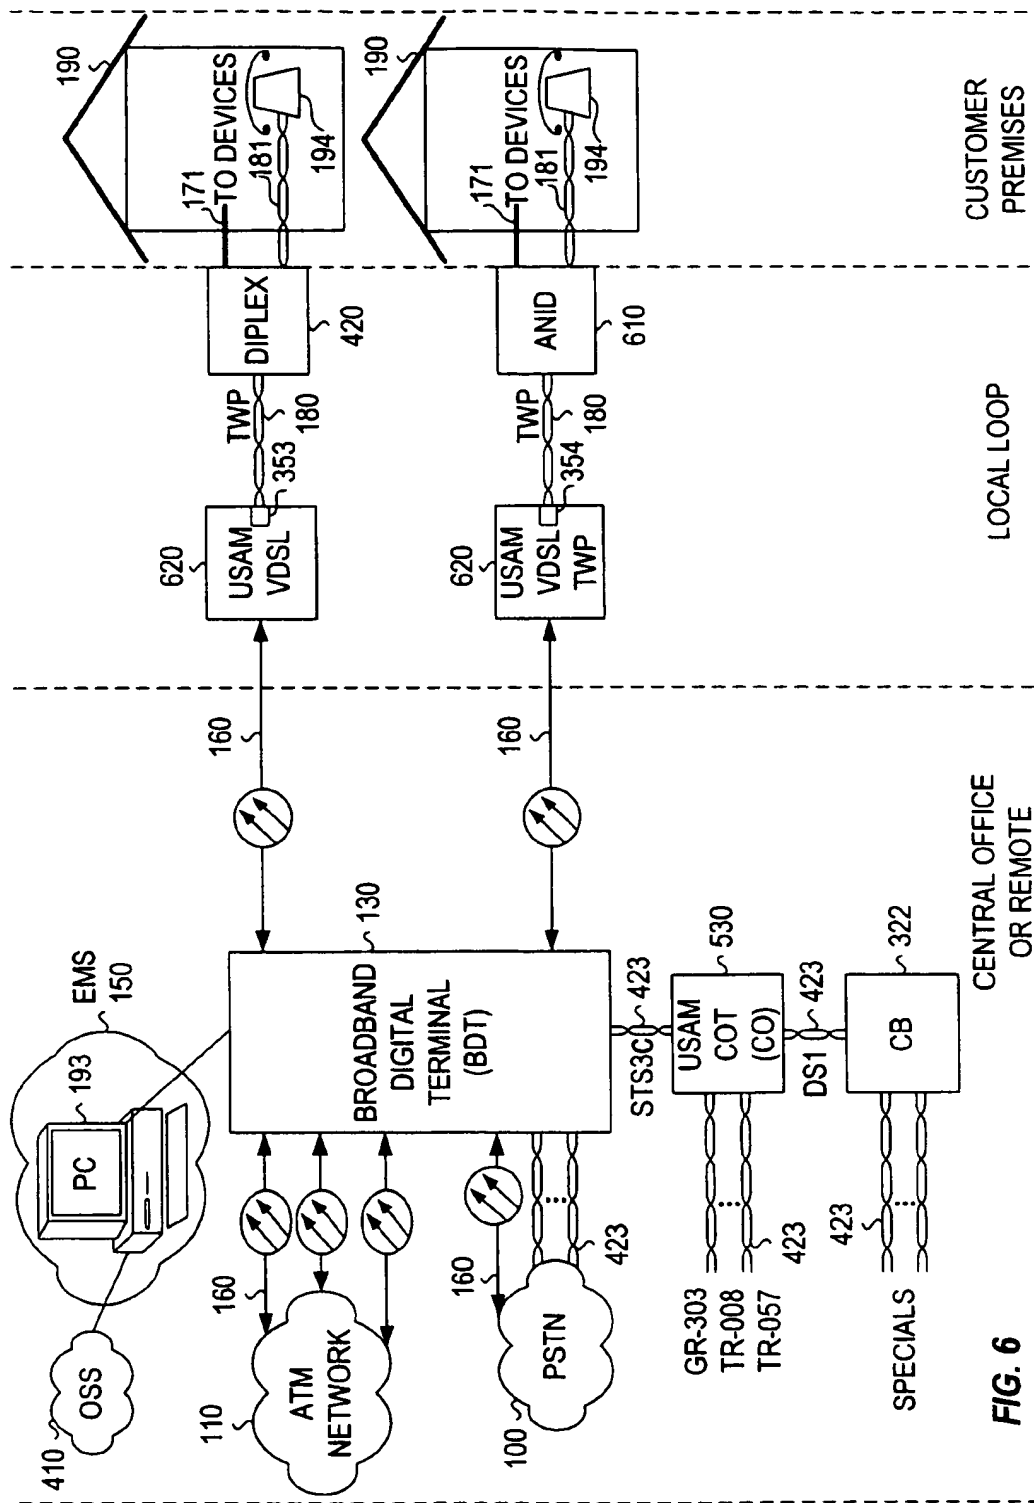 410
OSS
EMS
150
193
PC
110
ATM
NETWORK
160
100
PSTN
160
423
BROADBAND
DIGITAL
TERMINAL
(BDT)
130
STS3C
423
USAM
COT
(CO)
530
GR-303
TR-008
TR-057
423
DS1
423
CB
322
SPECIALS
423
160
160
620
USAM
VDSL
353
TWP
180
DIPLEX
420
620
USAM
VDSL
TWP
354
TWP
180
ANID
610
190
171
TO DEVICES
181
194
190
171
TO DEVICES
181
194
CENTRAL OFFICE
OR REMOTE
LOCAL LOOP
CUSTOMER
PREMISES
FIG. 6